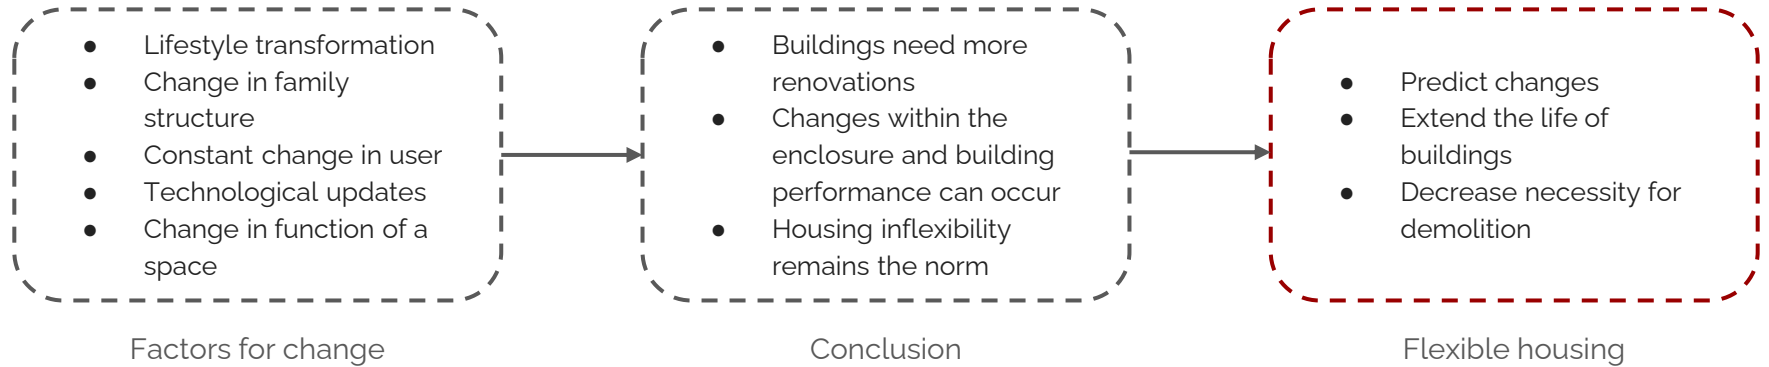 ● Lifestyle transformation
● Change in family
structure
● Constant change in user
● Technological updates
● Change in function of a
space
Factors for change
● Buildings need more
renovations
● Changes within the
enclosure and building
performance can occur
● Housing inflexibility
remains the norm
Conclusion
● Predict changes
● Extend the life of
buildings
● Decrease necessity for
demolition
Flexible housing